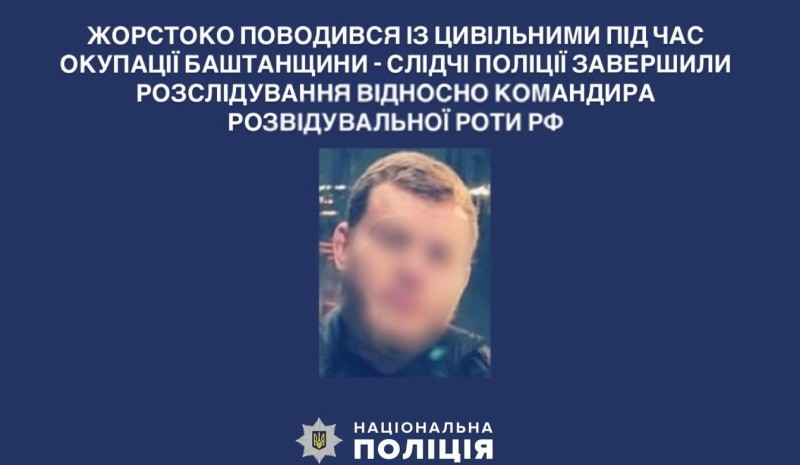 ЖОРСТОКО ПОВОДИВСЯ ІЗ ЦИВІЛЬНИМИ ПІД ЧАС
ОКУПАЦІЇ БАШТАНЩИНИ - СЛІДЧІ ПОЛІЦІЇ ЗАВЕРШИЛИ
РОЗСЛІДУВАННЯ ВІДНОСНО КОМАНДИРА
РОЗВІДУВАЛЬНОЇ РОТИ РФ
НАЦІОНАЛЬНА
ПОЛІЦІЯ